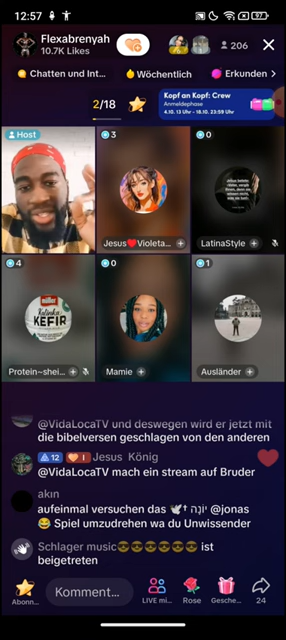 12:57
97
Flexabrenyah
10.7K Likes
206
Chatten und Int...
Wöchentlich
Erkunden
2/18
Kopf an Kopf: Crew
Anmeldephase
4.10. 13 Uhr - 18.10. 23:59 Uhr
Host
3
0
Jesus❤️Violeta...
LatinaStyle
4
0
1
müller
Kalinka
KEFIR
Protein~shei...
Mamie
Ausländer
@VidaLocaTV und deswegen wird er jetzt mit
die bibelversen geschlagen von den anderen
12 I Jesus König
@VidaLocaTV mach ein stream auf Bruder
akın
aufeinmal versuchen das 🕊️✝ יוֹנָה @jonas
😂 Spiel umzudrehen wa du Unwissender
Schlager music😎😎😎😎😎😎 ist
beigetreten
Abonn...
Komment...
LIVE mi...
Rose
Gesche...
24